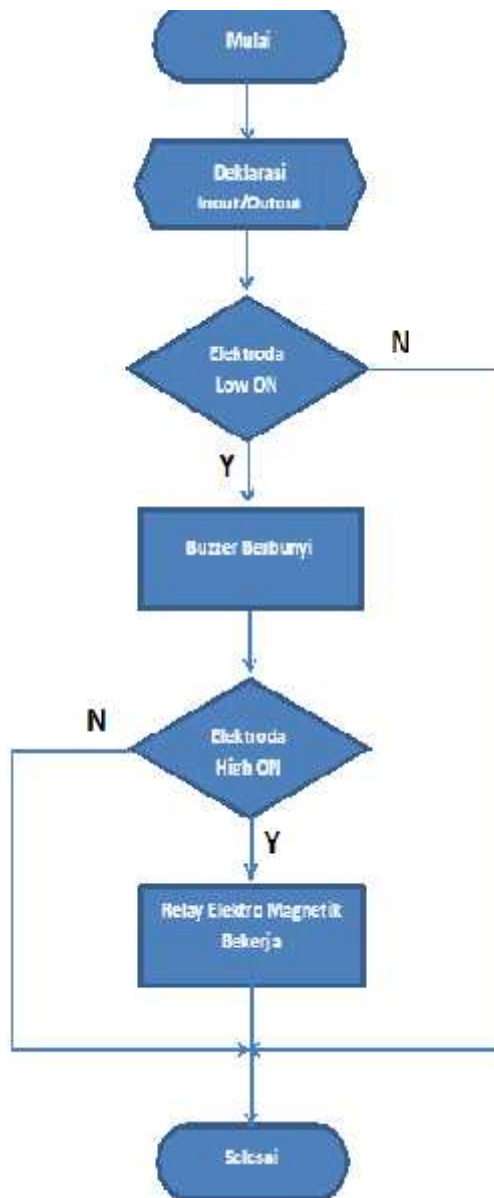 Mulai
Deklarasi
Input/Output
Elektroda
Low ON
N
Y
Buzzer Berbunyi
N
Elektroda
High ON
Y
Relay Elektro Magnetik
Bekerja
Selesai